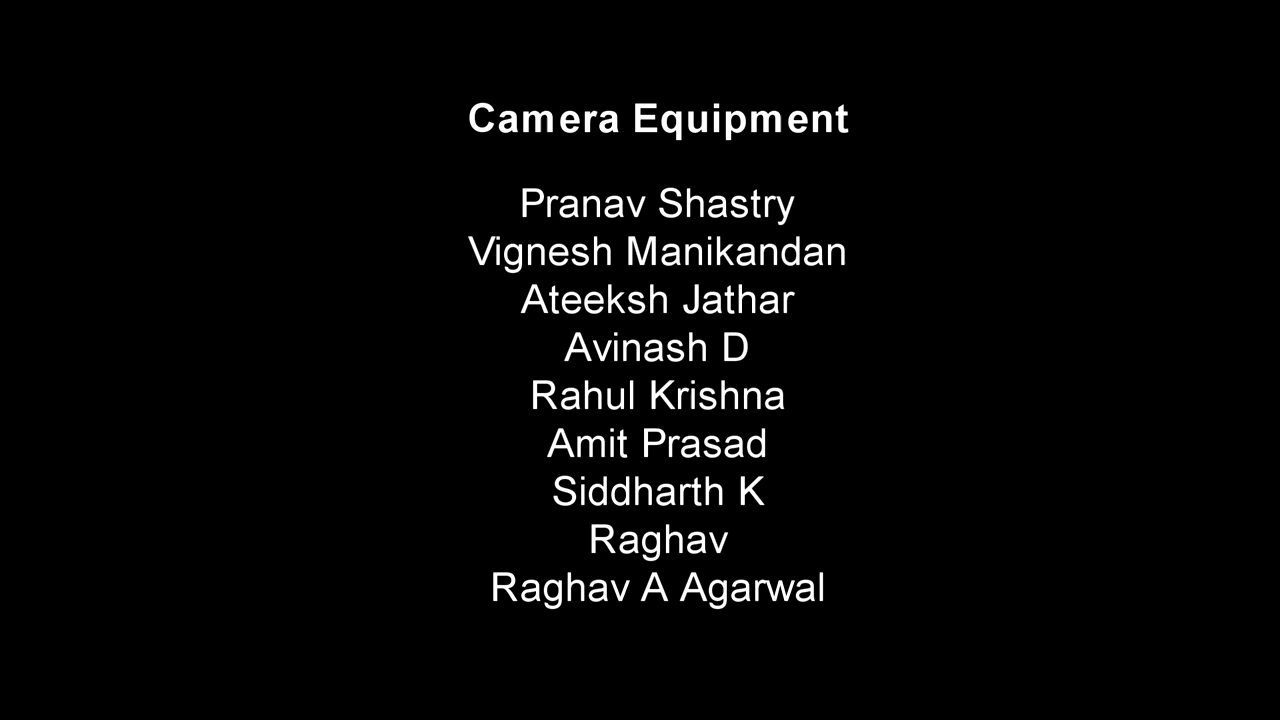 Camera Equipment
Pranav Shastry
Vignesh Manikandan
Ateeksh Jathar
Avinash D
Rahul Krishna
Amit Prasad
Siddharth K
Raghav
Raghav A Agarwal